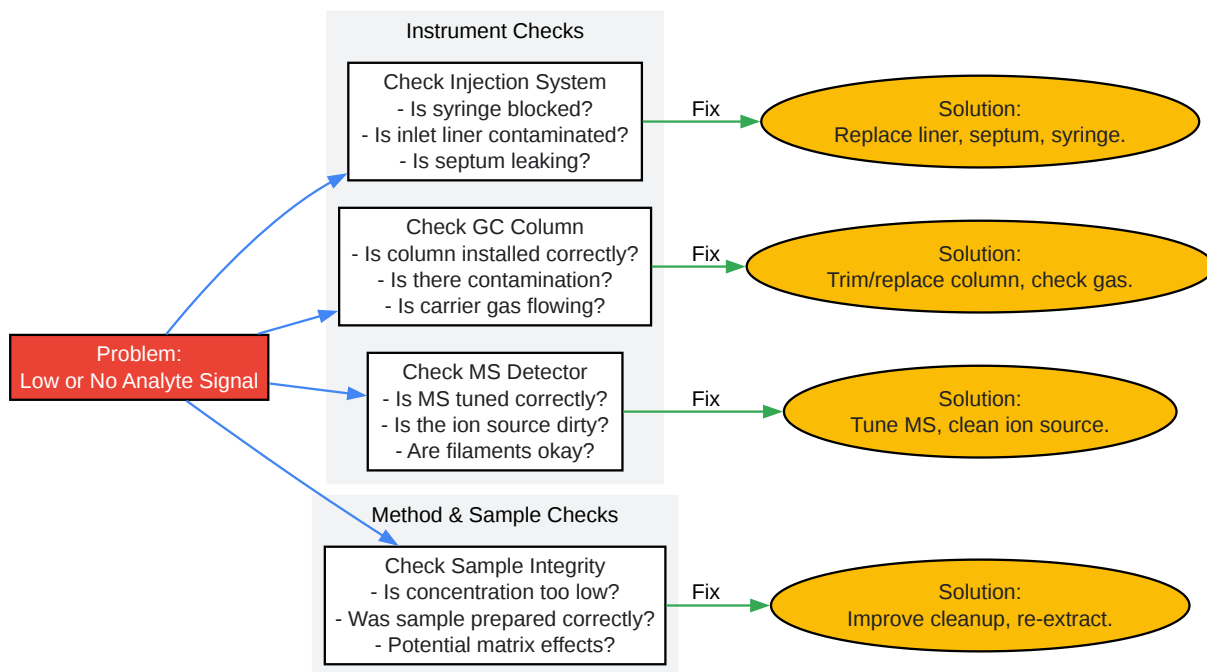 Instrument Checks
Check Injection System
- Is syringe blocked?
- Is inlet liner contaminated?
- Is septum leaking?
Fix
Solution:
Replace liner, septum, syringe.
Check GC Column
- Is column installed correctly?
- Is there contamination?
- Is carrier gas flowing?
Fix
Solution:
Trim/replace column, check gas.
Problem:
Low or No Analyte Signal
Check MS Detector
- Is MS tuned correctly?
- Is the ion source dirty?
- Are filaments okay?
Fix
Solution:
Tune MS, clean ion source.
Method & Sample Checks
Check Sample Integrity
- Is concentration too low?
- Was sample prepared correctly?
- Potential matrix effects?
Fix
Solution:
Improve cleanup, re-extract.